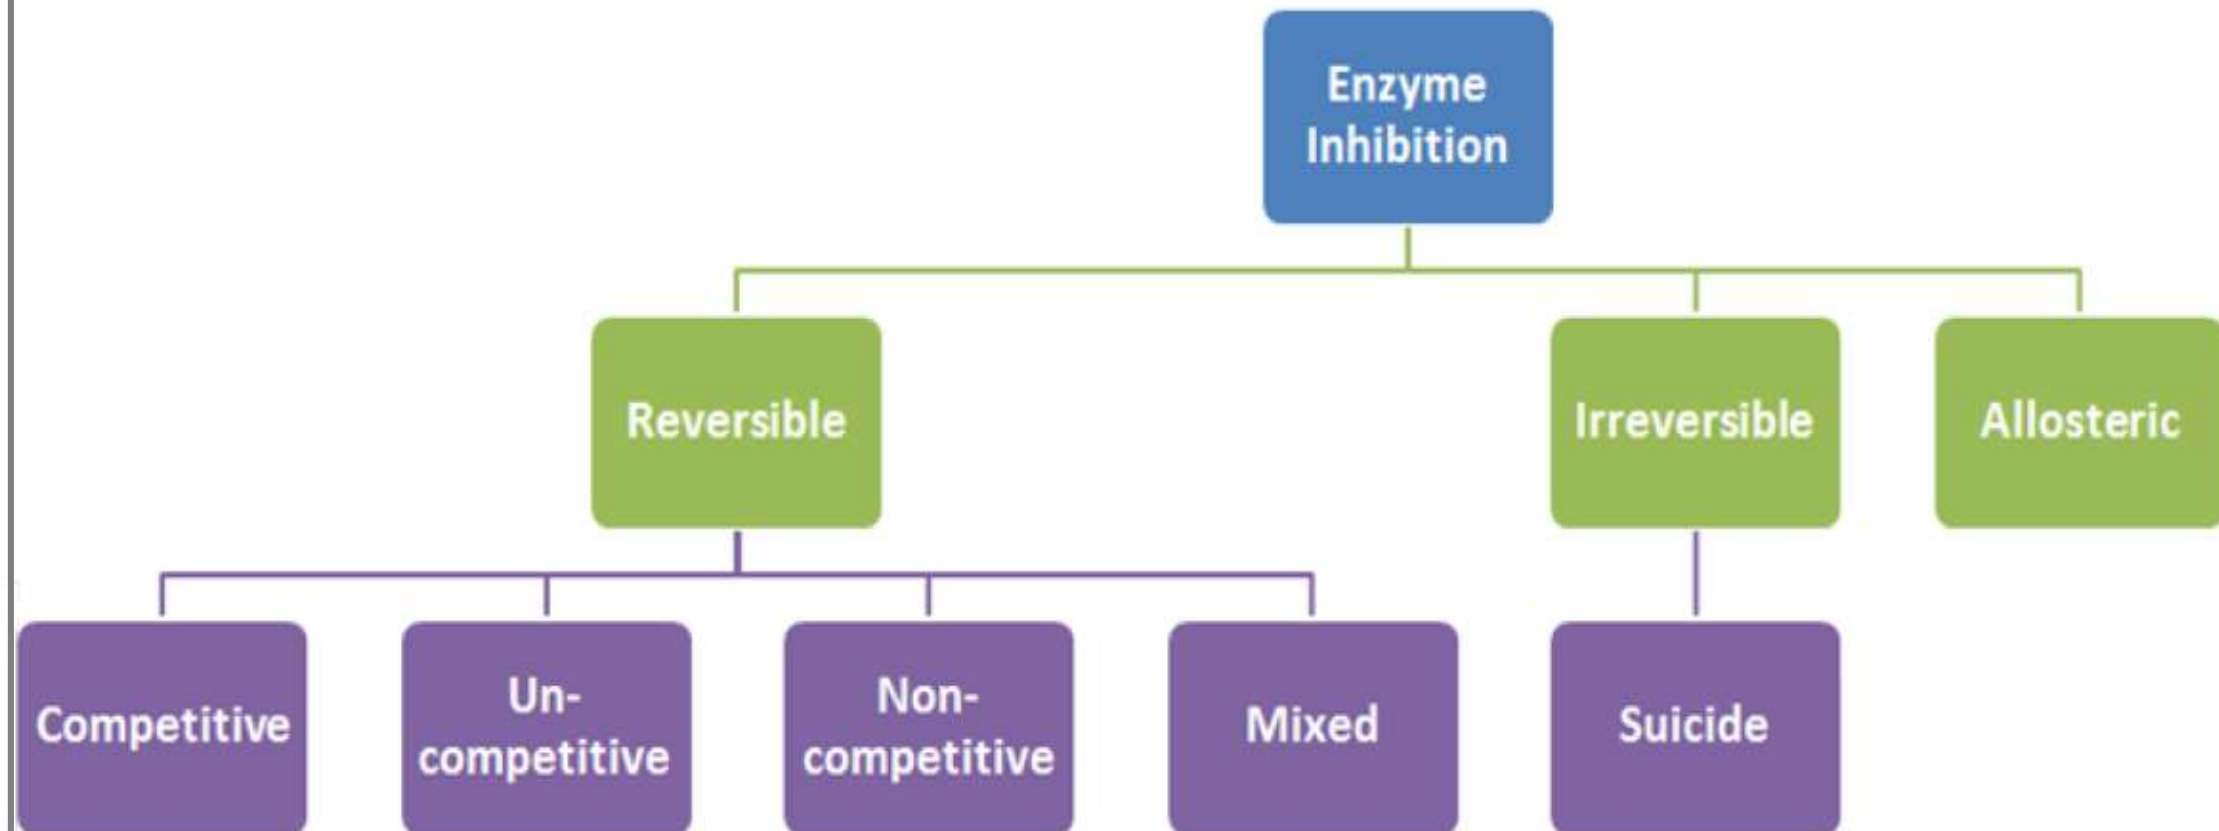 Enzyme
Inhibition
Reversible
Irreversible
Allosteric
Competitive
Un-
competitive
Non-
competitive
Mixed
Suicide